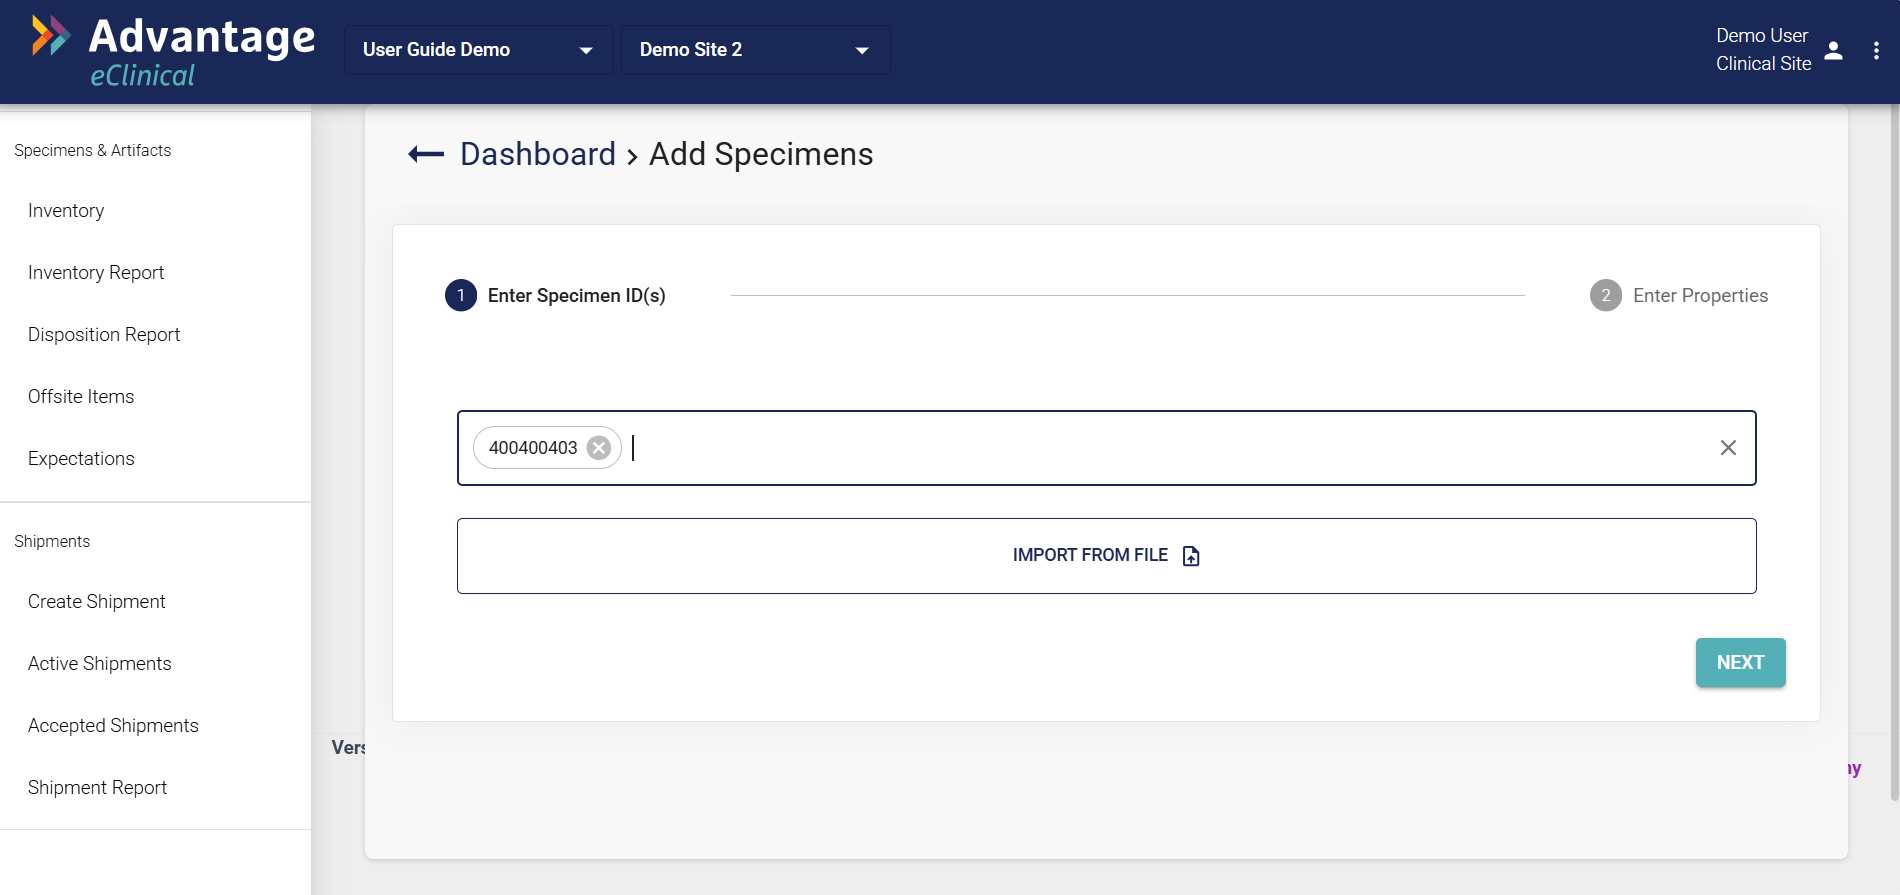 Advantage
eClinical
User Guide Demo
Demo Site 2
Demo User
Clinical Site
Specimens & Artifacts
Inventory
Inventory Report
Disposition Report
Offsite Items
Expectations
Shipments
Create Shipment
Active Shipments
Accepted Shipments
Shipment Report
Dashboard › Add Specimens
1 Enter Specimen ID(s)
2 Enter Properties
400400403
IMPORT FROM FILE
NEXT